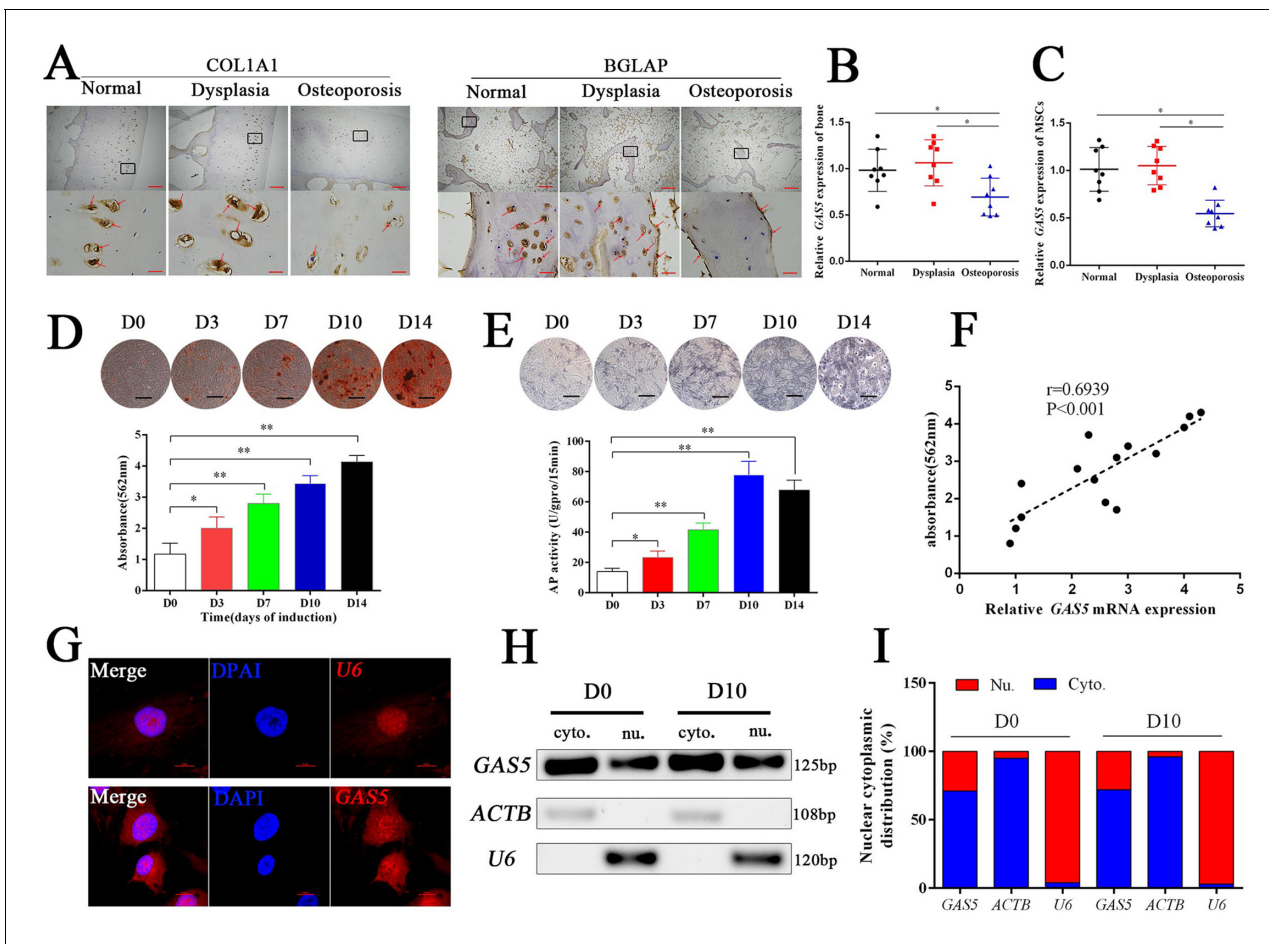 A
COL1A1
Normal Dysplasia Osteoporosis
BGLAP
Normal Dysplasia Osteoporosis
B
Relative GAS5 expression of bone
1.5
1.0
0.5
0.0
*
*
Normal Dysplasia Osteoporosis
C
Relative GAS5 expression of MSCs
1.5
1.0
0.5
0.0
*
*
Normal Dysplasia Osteoporosis
D
D0 D3 D7 D10 D14
Absorbance(562nm)
5
4
3
2
1
0
**
**
**
*
D0 D3 D7 D10 D14
Time(days of induction)
E
D0 D3 D7 D10 D14
AP activity (U/gpro/15min)
100
80
60
40
20
0
**
**
**
*
D0 D3 D7 D10 D14
F
r=0.6939
P<0.001
absorbance(562nm)
5
4
3
2
1
0
0 1 2 3 4 5
Relative GAS5 mRNA expression
G
Merge DPAI U6
Merge DAPI GAS5
H
D0 D10
cyto. nu. cyto. nu.
GAS5 125bp
ACTB 108bp
U6 120bp
I
Nu. Cyto.
D0 D10
Nuclear cytoplasmic
distribution (%)
150
100
50
0
GAS5 ACTB U6 GAS5 ACTB U6